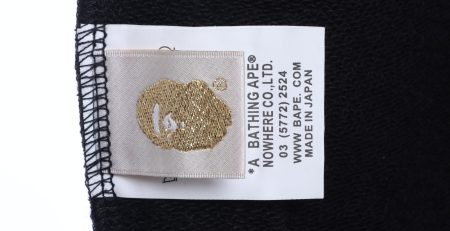 *A BATHING APE®
NOWHERE CO.,LTD.
03 (5772) 2524
WWW. BAPE. COM
MADE IN JAPAN